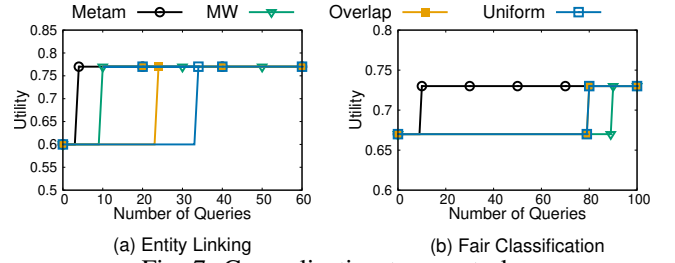 Metam MW Overlap Uniform
0.85
0.8
0.75
0.7
0.65
0.6
0.55
0.5
Utility
0 10 20 30 40 50 60
Number of Queries
(a) Entity Linking
0.8
0.75
0.7
0.65
0.6
Utility
0 20 40 60 80 100
Number of Queries
(b) Fair Classification